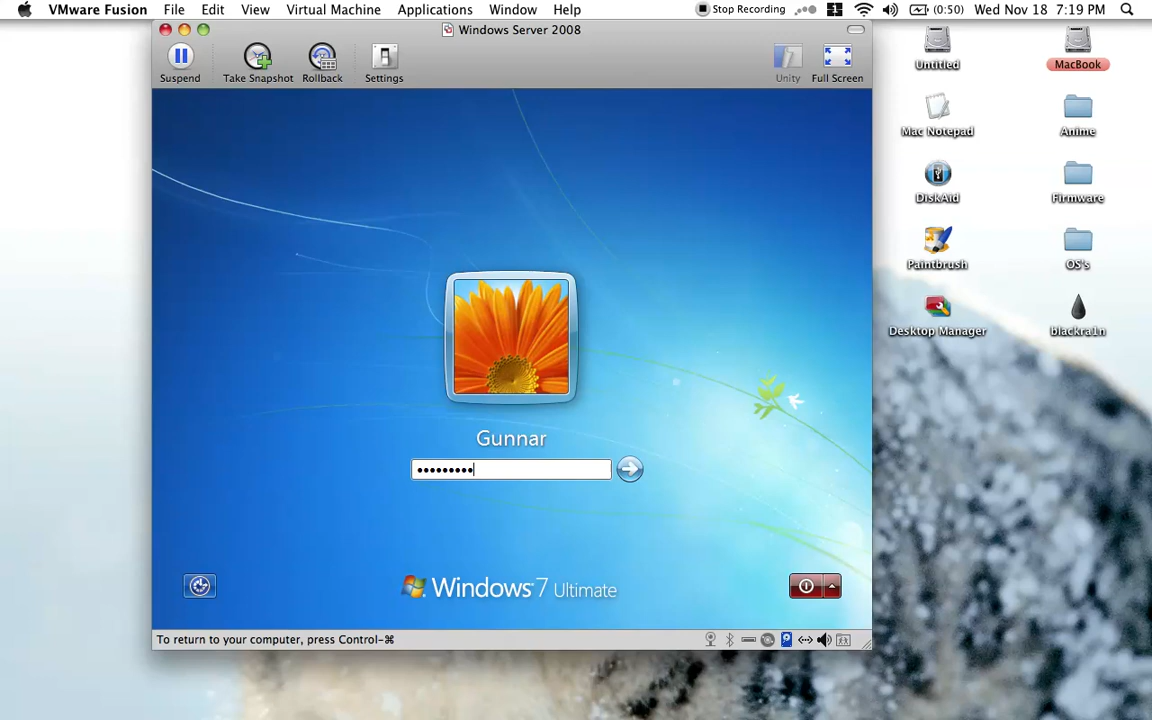 VMware Fusion File Edit View Virtual Machine Applications Window Help Stop Recording 1 (0:50) Wed Nov 18 7:19 PM
Windows Server 2008
Suspend Take Snapshot Rollback Settings Unity Full Screen
Untitled MacBook
Mac Notepad Anime
DiskAid Firmware
Paintbrush OS's
Desktop Manager blackra1n
Gunnar
Windows 7 Ultimate
To return to your computer, press Control-⌘